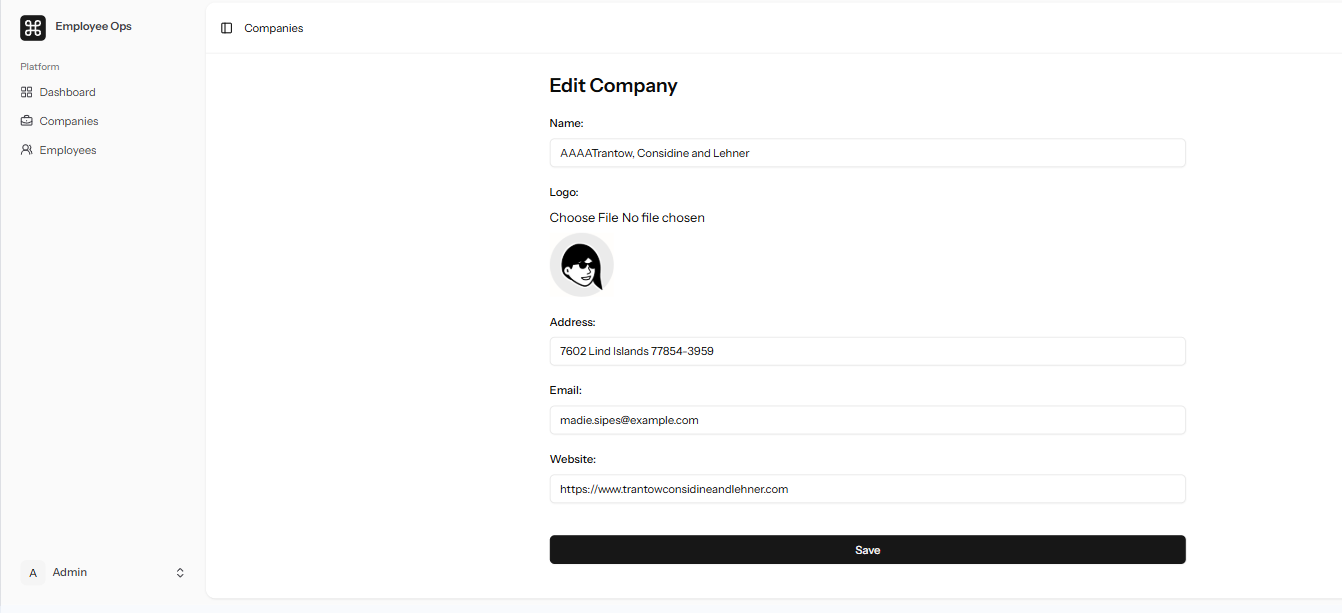 Employee Ops
Platform
Dashboard
Companies
Employees
A Admin
Companies
Edit Company
Name:
AAAATrantow, Considine and Lehner
Logo:
Choose File No file chosen
Address:
7602 Lind Islands 77854-3959
Email:
madie.sipes@example.com
Website:
https://www.trantowconsidineandlehner.com
Save